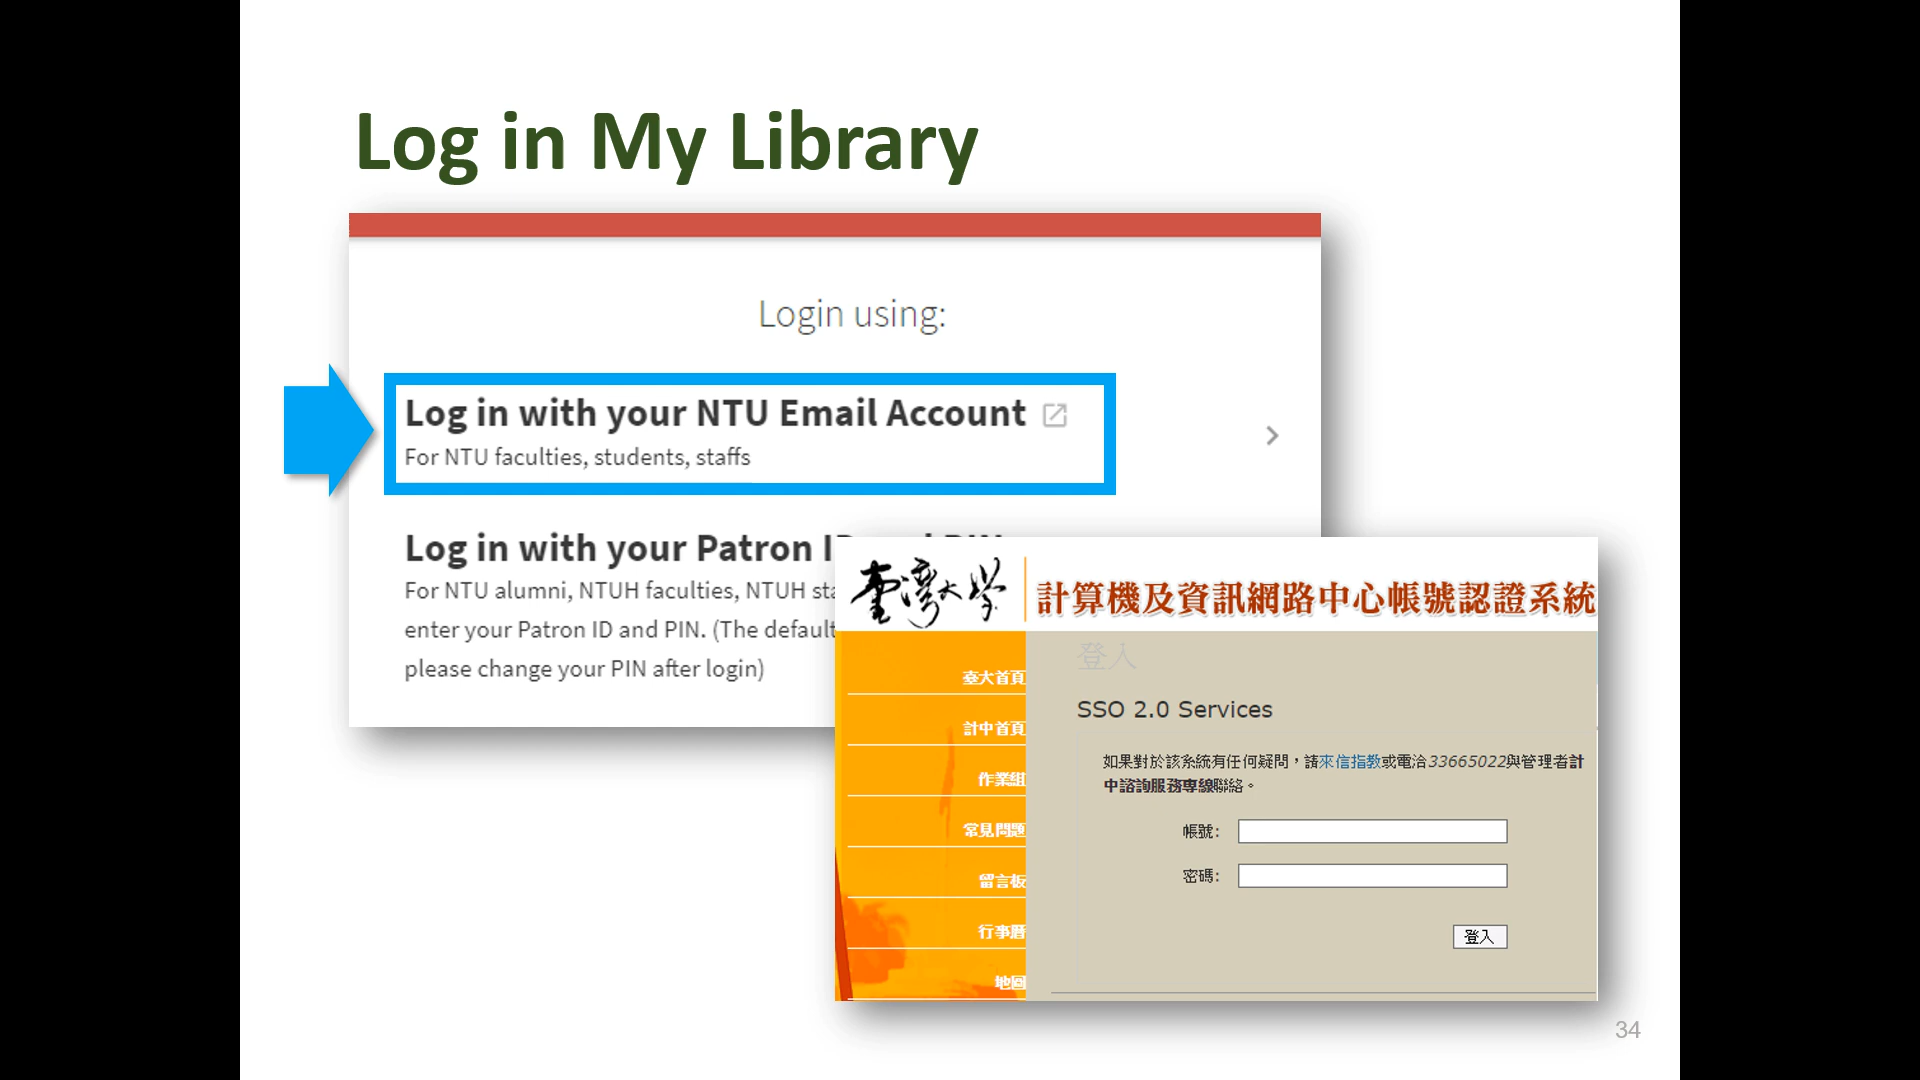 Log in My Library
Login using:
Log in with your NTU Email Account
For NTU faculties, students, staffs
Log in with your Patron
For NTU alumni, NTUH faculties, NTUH
enter your Patron ID and PIN. (The default
please change your PIN after login)
臺灣大學
計算機及資訊網路中心帳號認證系統
登入
SSO 2.0 Services
如果對於該系統有任何疑問，請來信指教或電洽33665022與管理者計
中諮詢服務專線聯絡。
帳號:
密碼:
登入
臺大首頁
計中首頁
作業組
常見問題
留言板
行事曆
地圖
34